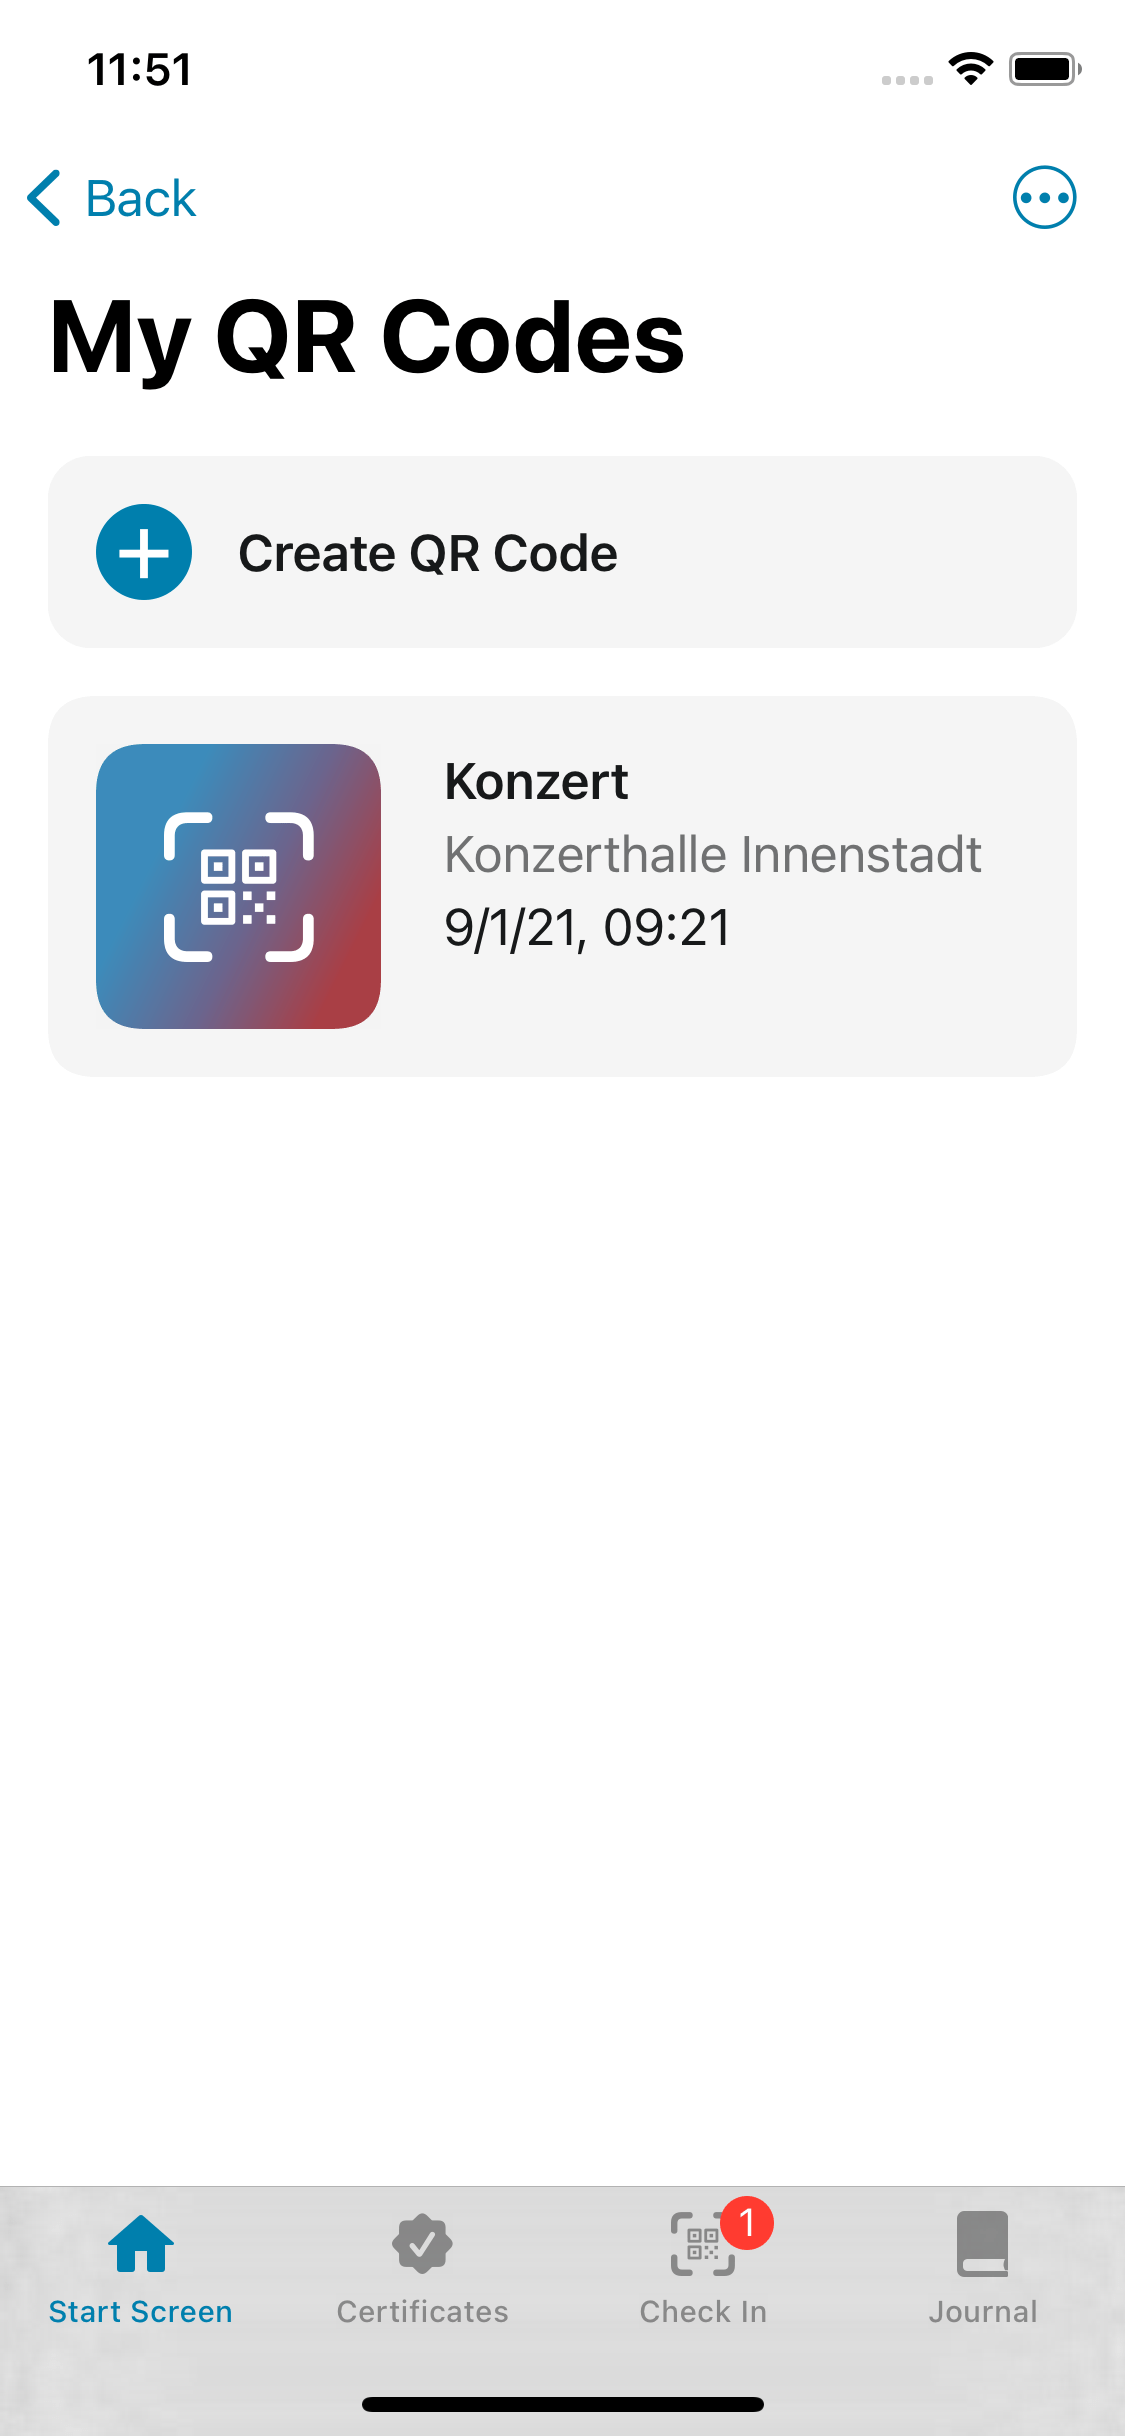 11:51
Back
My QR Codes
Create QR Code
Konzert
Konzerthalle Innenstadt
9/1/21, 09:21
1
Start Screen
Certificates
Check In
Journal